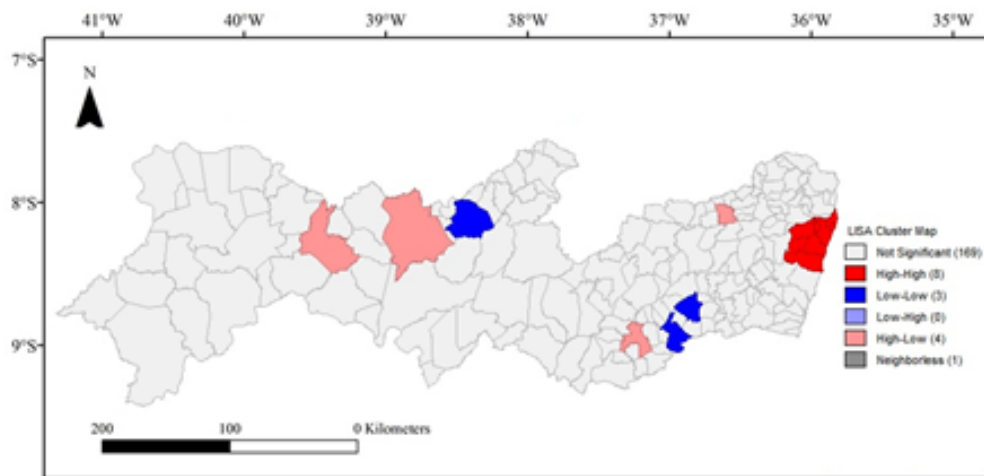 41°W 40°W 39°W 38°W 37°W 36°W 35°W
7°S
N
8°S
LISA Cluster Map
Not Significant (169)
High-High (8)
Low-Low (3)
Low-High (0)
High-Low (4)
Neighborless (1)
9°S
200 100 0 Kilometers